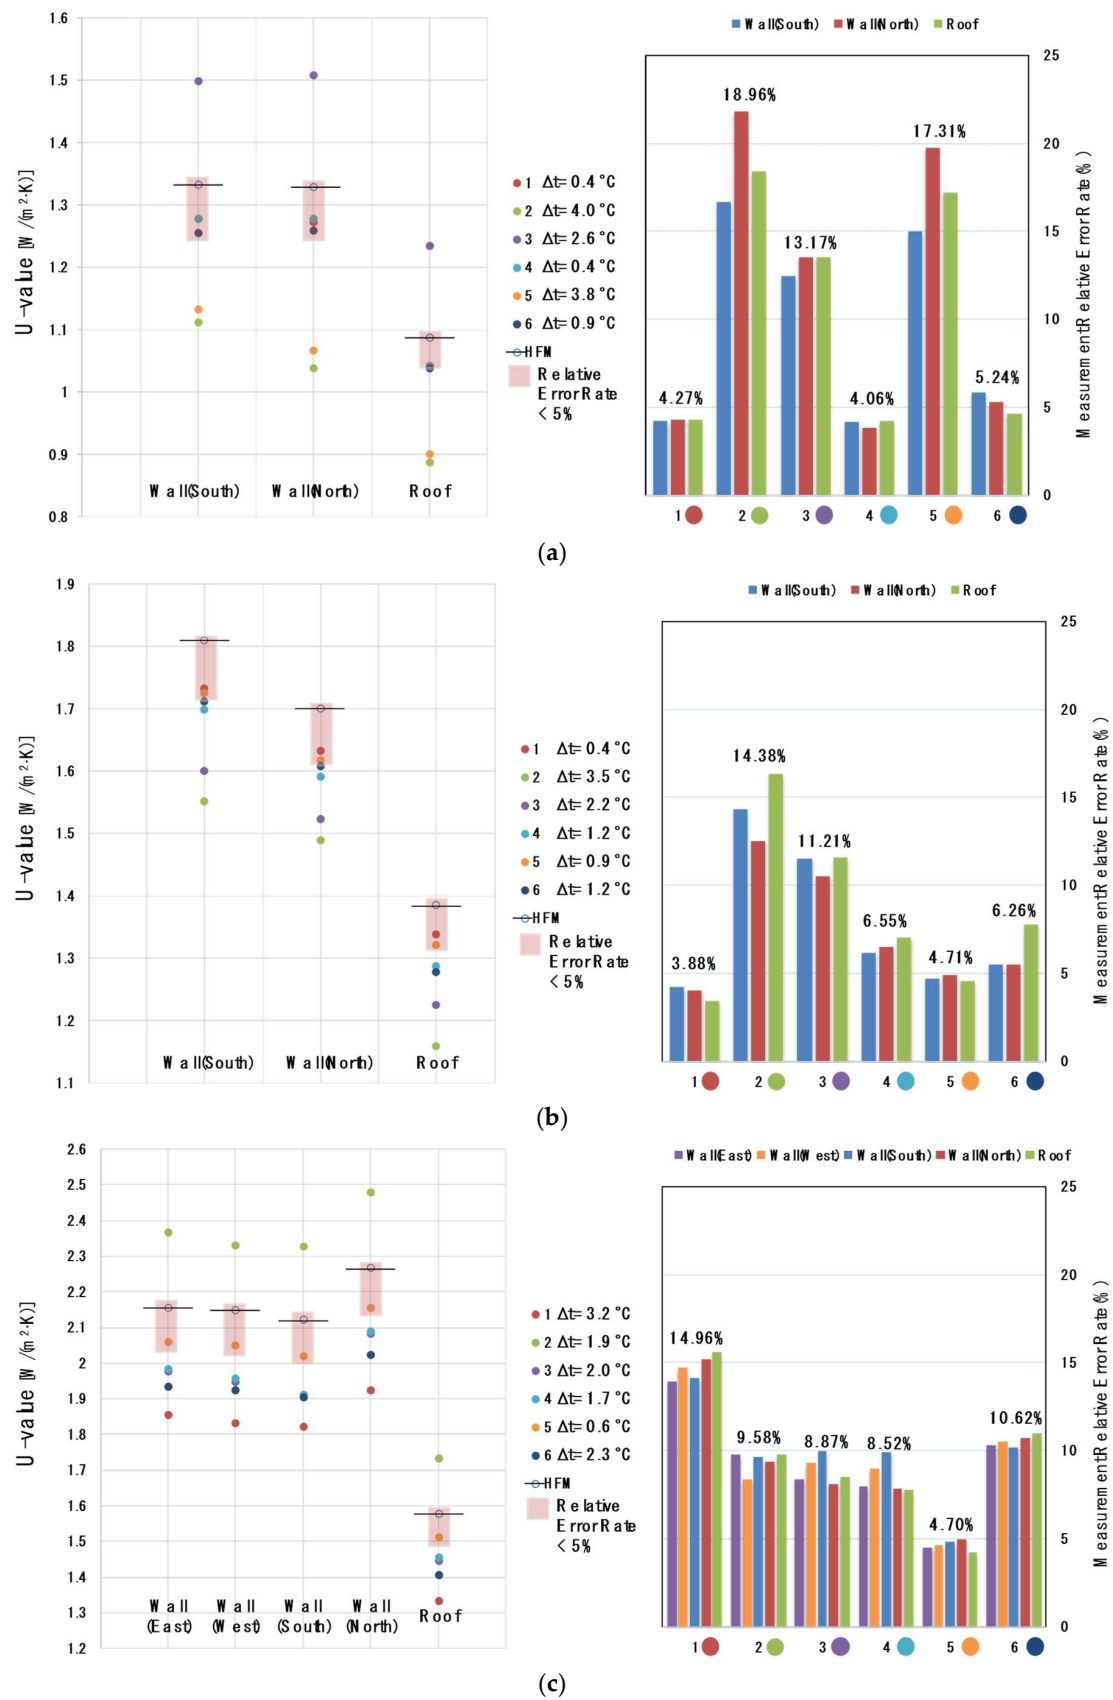 1.6
1.5
1.4
1.3
1.2
1.1
1
0.9
0.8
U-value [W/(m²·K)]
Wall(South) Wall(North) Roof
1 Δt=0.4°C
2 Δt=4.0°C
3 Δt=2.6°C
4 Δt=0.4°C
5 Δt=3.8°C
6 Δt=0.9°C
HFM
Relative
Error Rate
<5%
Wall(South) Wall(North) Roof
4.27%
18.96%
13.17%
4.06%
17.31%
5.24%
25
20
15
10
5
0
Measurement Relative Error Rate (%)
1 2 3 4 5 6
(a)
1.9
1.8
1.7
1.6
1.5
1.4
1.3
1.2
1.1
U-value [W/(m²·K)]
Wall(South) Wall(North) Roof
1 Δt=0.4°C
2 Δt=3.5°C
3 Δt=2.2°C
4 Δt=1.2°C
5 Δt=0.9°C
6 Δt=1.2°C
HFM
Relative
Error Rate
<5%
Wall(South) Wall(North) Roof
3.88%
14.38%
11.21%
6.55%
4.71%
6.26%
25
20
15
10
5
0
Measurement Relative Error Rate (%)
1 2 3 4 5 6
(b)
2.6
2.5
2.4
2.3
2.2
2.1
2
1.9
1.8
1.7
1.6
1.5
1.4
1.3
1.2
U-value [W/(m²·K)]
Wall Wall Wall Wall Roof
(East) (West) (South) (North)
1 Δt=3.2°C
2 Δt=1.9°C
3 Δt=2.0°C
4 Δt=1.7°C
5 Δt=0.6°C
6 Δt=2.3°C
HFM
Relative
Error Rate
<5%
Wall(East) Wall(West) Wall(South) Wall(North) Roof
14.96%
9.58%
8.87%
8.52%
4.70%
10.62%
25
20
15
10
5
0
Measurement Relative Error Rate (%)
1 2 3 4 5 6
(c)